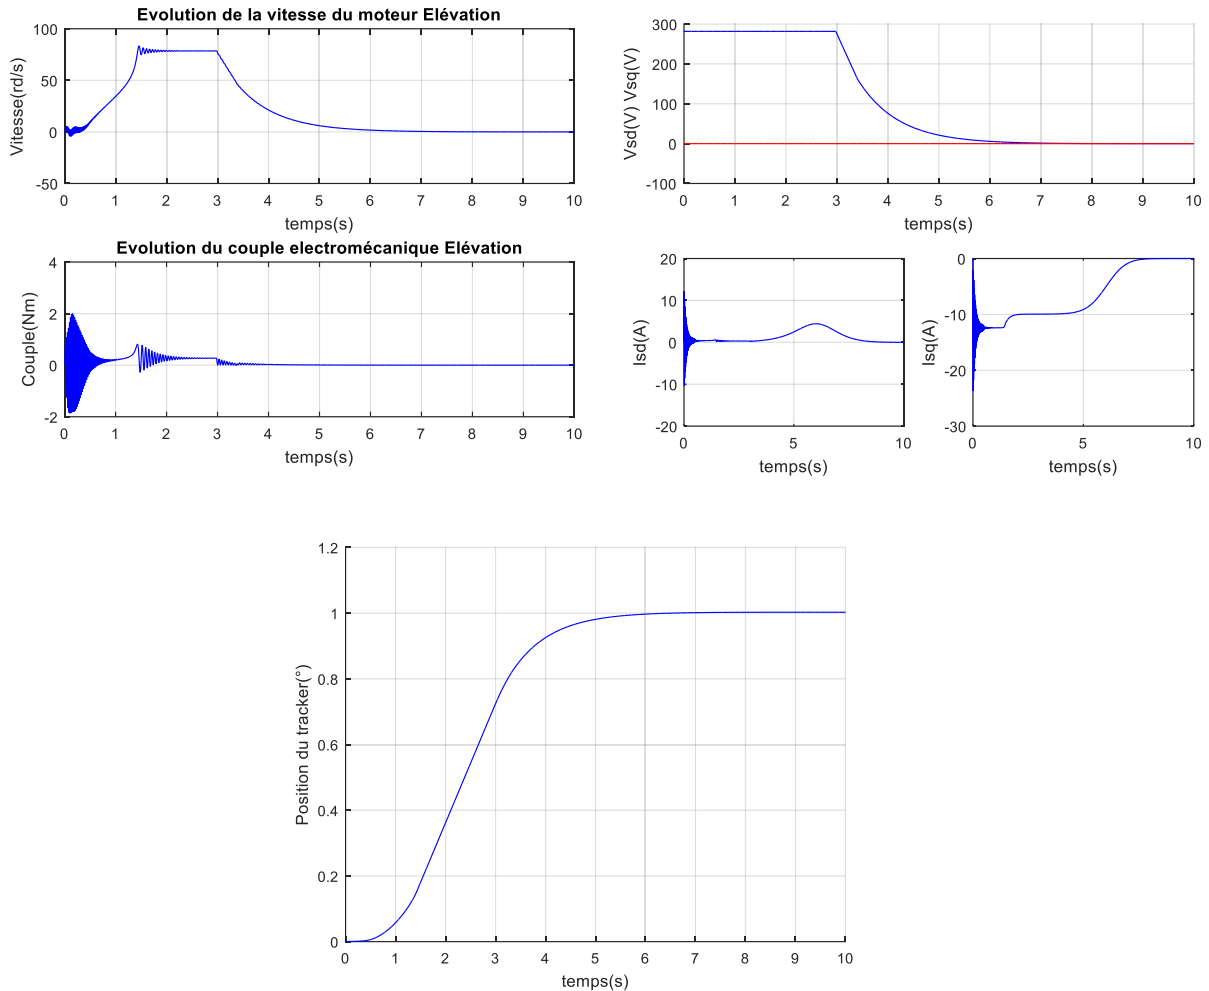 Evolution de la vitesse du moteur Elévation
100
50
0
-50
Vitesse(rd/s)
0 1 2 3 4 5 6 7 8 9 10
temps(s)
300
200
100
0
-100
Vsd(V) Vsq(V)
0 1 2 3 4 5 6 7 8 9 10
temps(s)
Evolution du couple electromécanique Elévation
4
2
0
-2
Couple(Nm)
0 1 2 3 4 5 6 7 8 9 10
temps(s)
20
10
0
-10
-20
Isd(A)
0 5 10
temps(s)
0
-10
-20
-30
Isq(A)
0 5 10
temps(s)
1.2
1
0.8
0.6
0.4
0.2
0
Position du tracker(°)
0 1 2 3 4 5 6 7 8 9 10
temps(s)